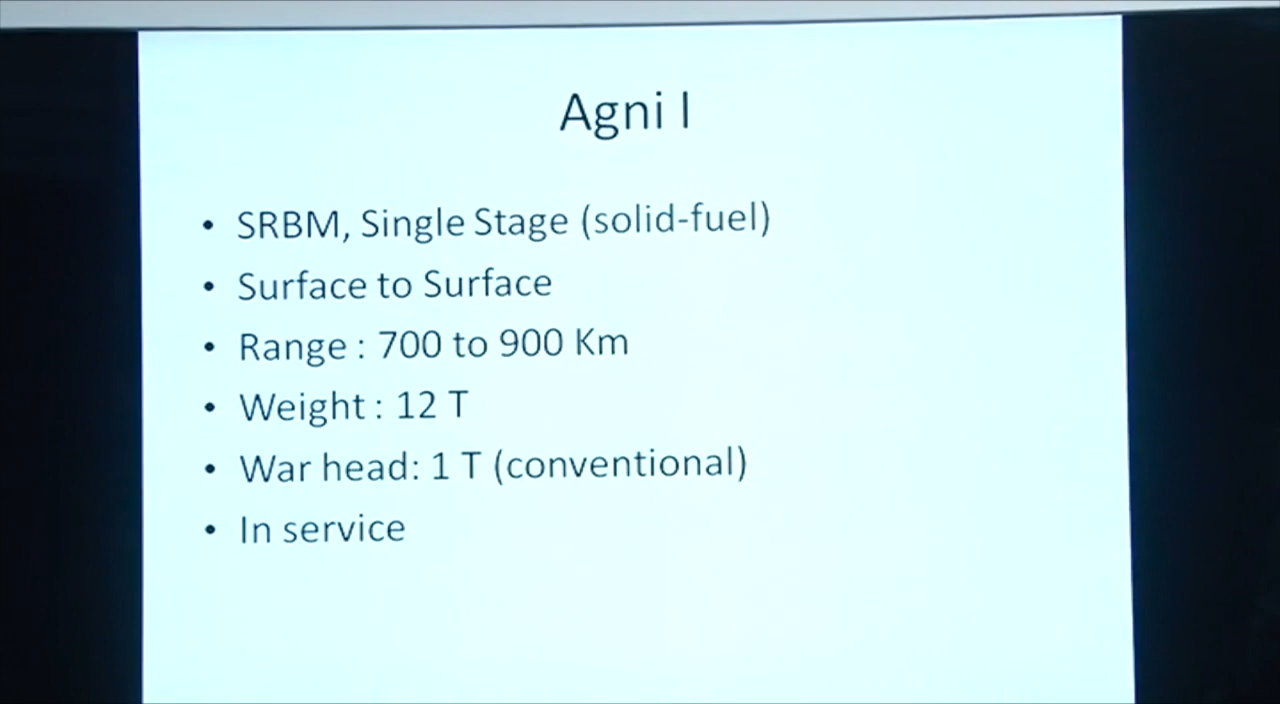 Agni I
• SRBM, Single Stage (solid-fuel)
• Surface to Surface
• Range : 700 to 900 Km
• Weight : 12 T
• War head: 1 T (conventional)
• In service